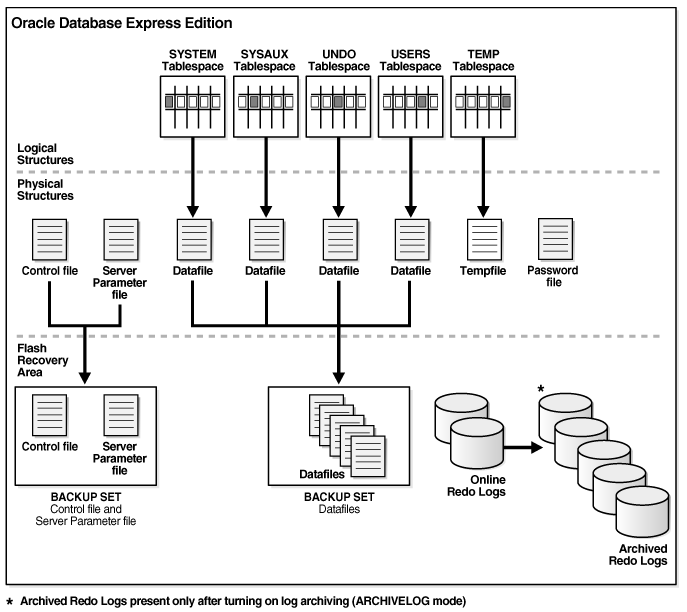 Oracle Database Express Edition
SYSTEM SYSAUX UNDO USERS TEMP
Tablespace Tablespace Tablespace Tablespace Tablespace
Logical
Structures
Physical
Structures
Control file Server Datafile Datafile Datafile Datafile Tempfile Password
Parameter file
file
Flash
Recovery
Area
*
Control file Server
Parameter
file
Datafiles
Online
Redo Logs
BACKUP SET
Control file and
Server Parameter file
BACKUP SET
Datafiles
Archived
Redo Logs
* Archived Redo Logs present only after turning on log archiving (ARCHIVELOG mode)